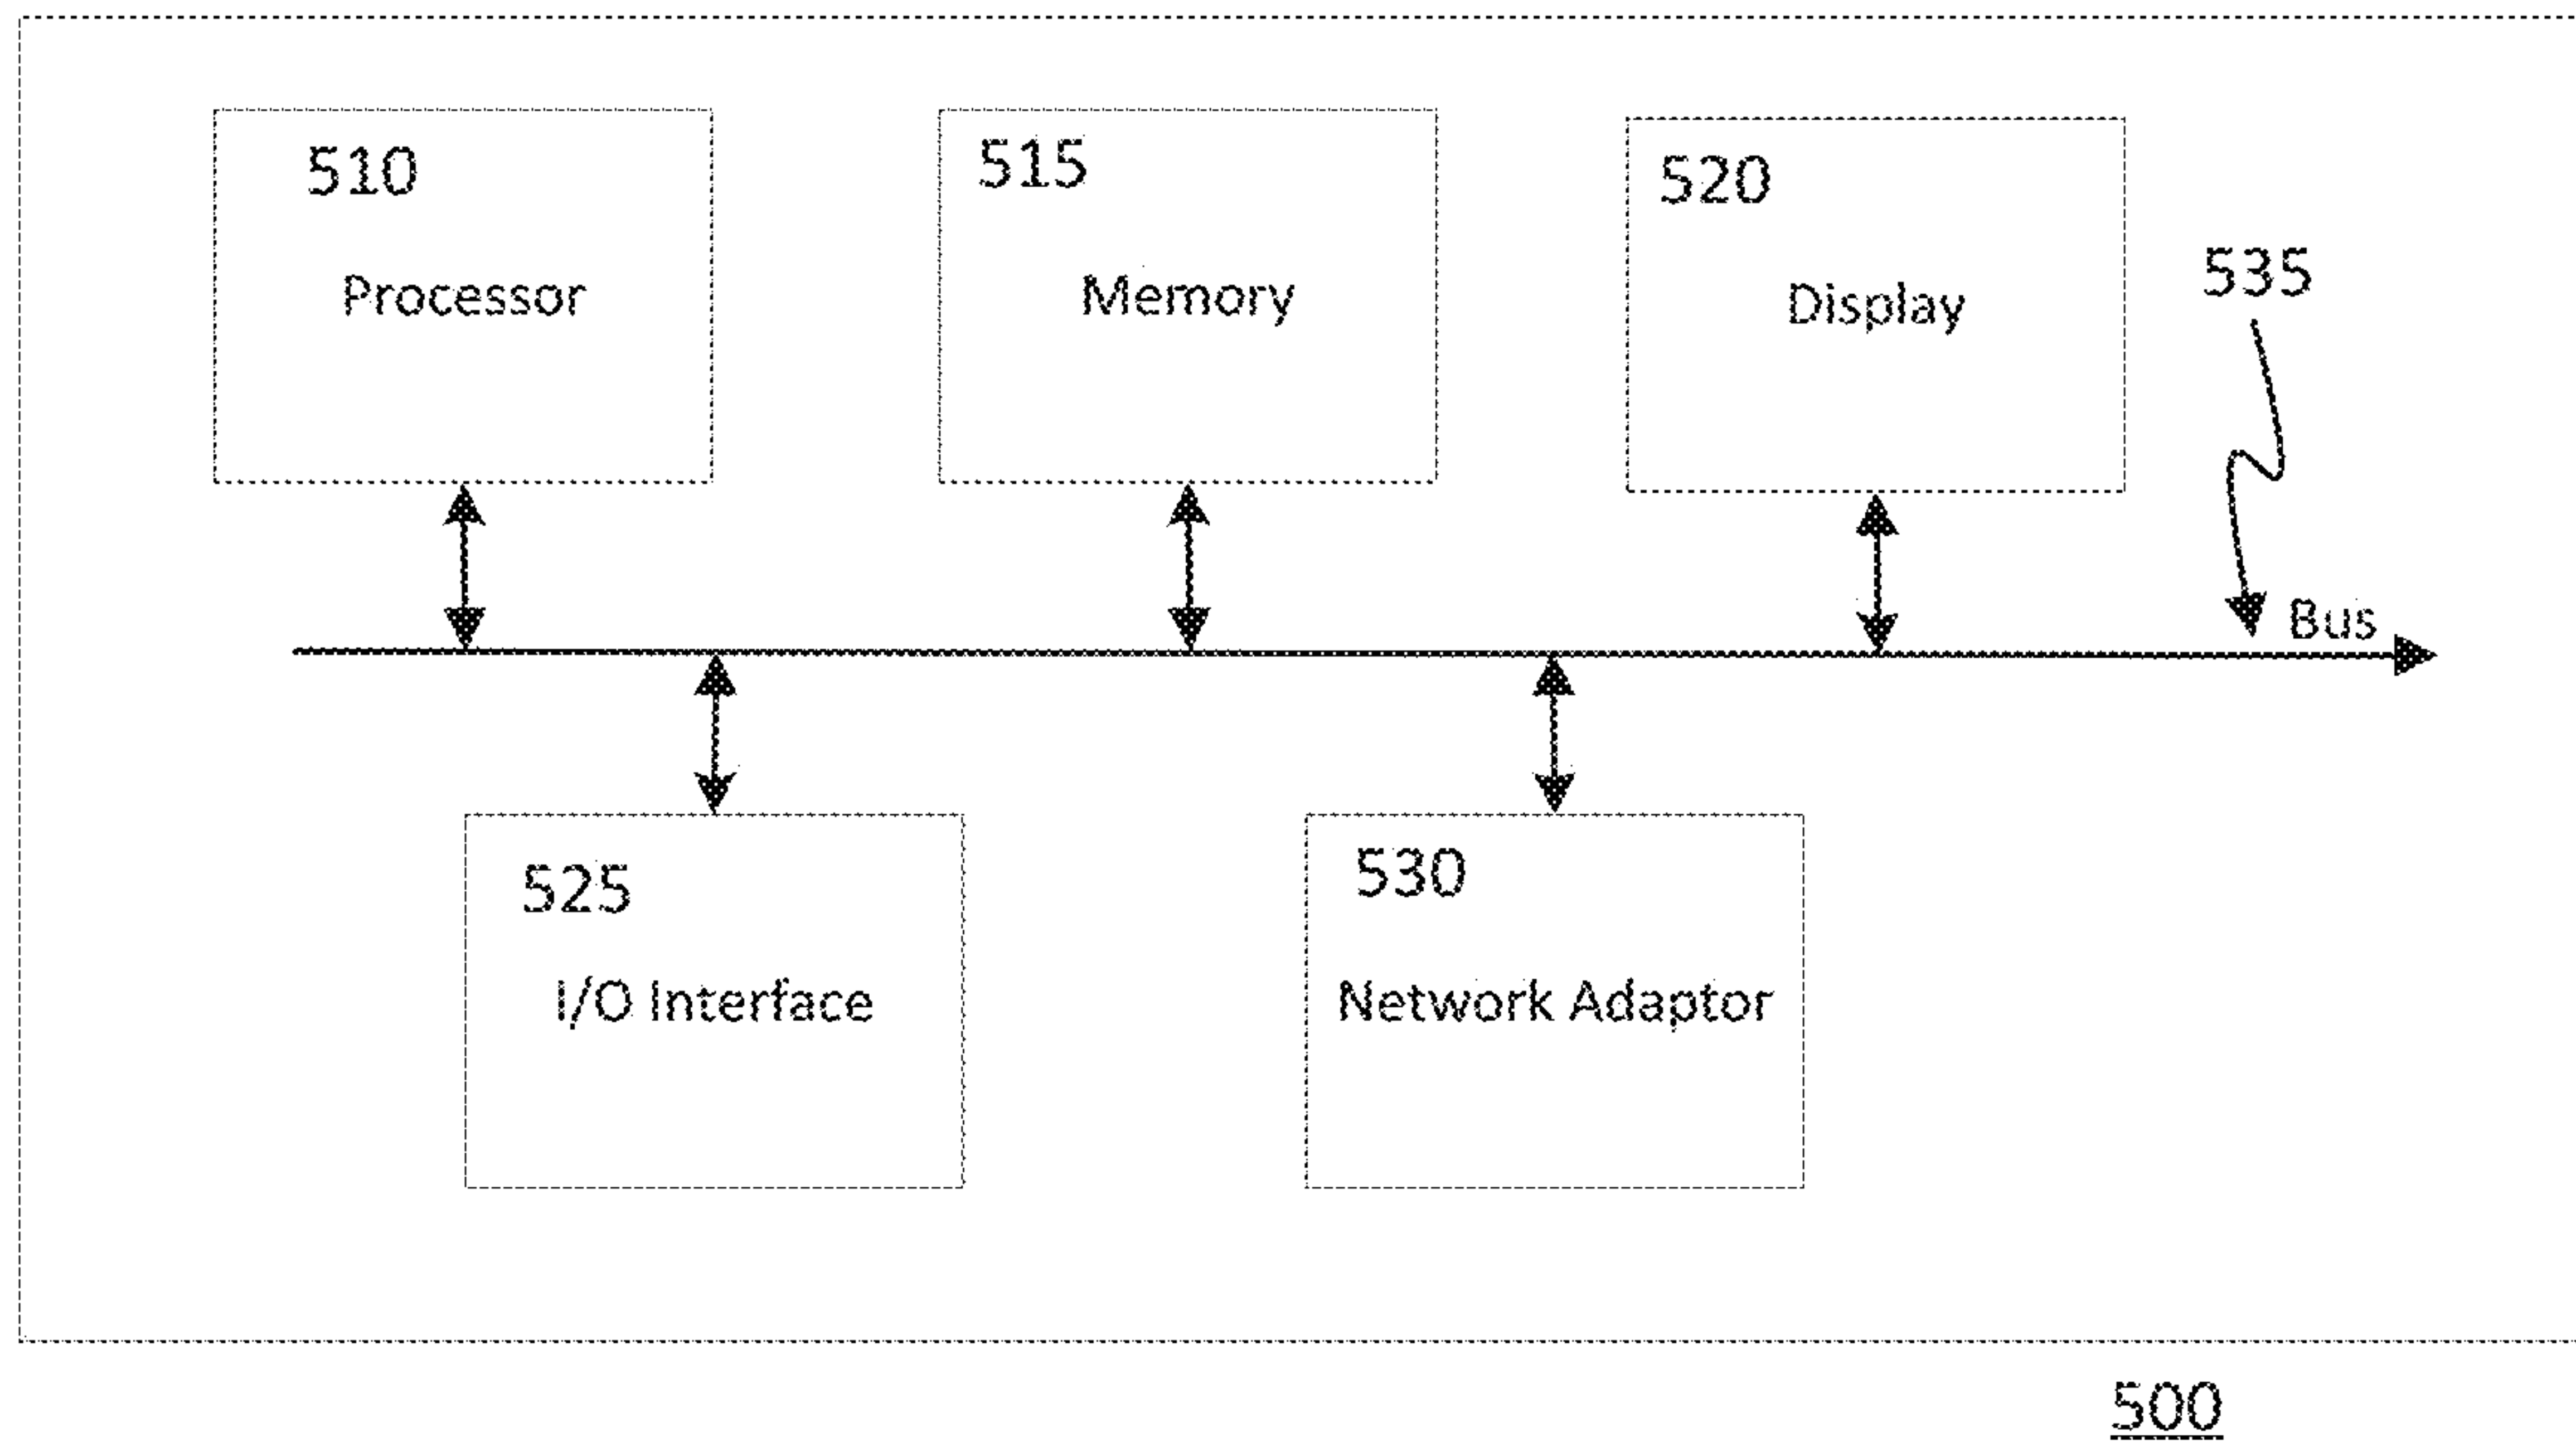 510
Processor
515
Memory
520
Display
535
Bus
525
I/O Interface
530
Network Adaptor
500